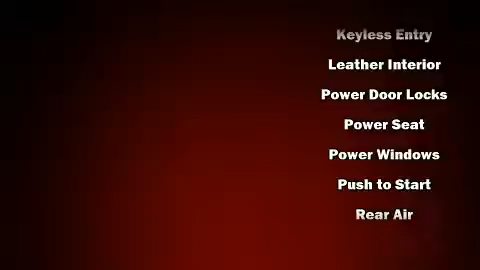 Keyless Entry
Leather Interior
Power Door Locks
Power Seat
Power Windows
Push to Start
Rear Air